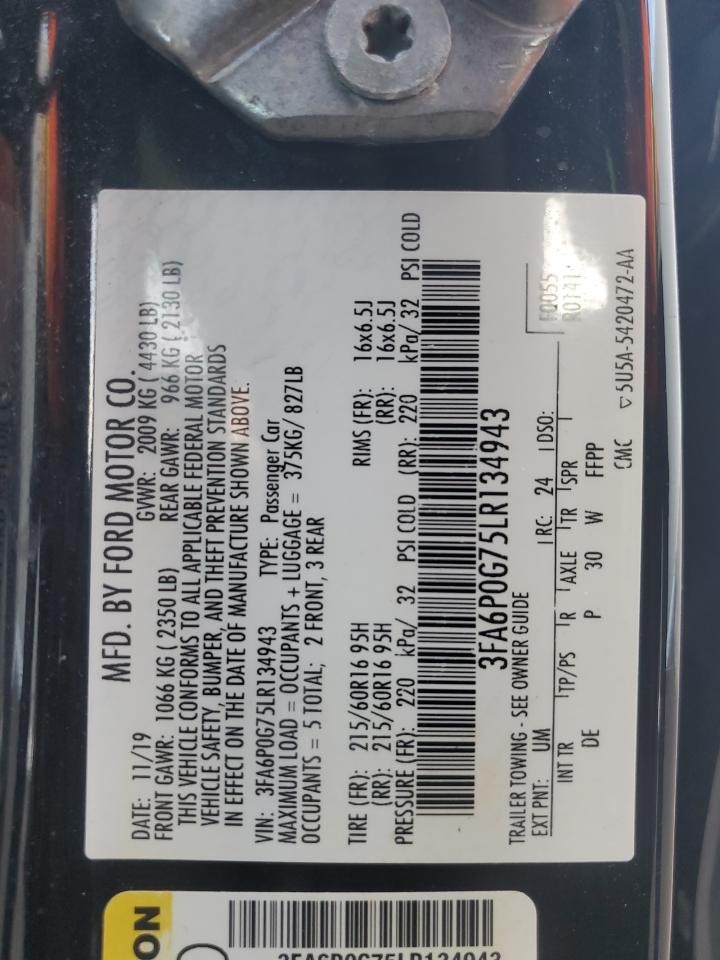 MFD. BY FORD MOTOR CO.
DATE: 11/19 GVWR: 2009 KG ( 4430 LB)
FRONT GAWR: 1066 KG ( 2350 LB) REAR GAWR: 966 KG ( 2130 LB)
THIS VEHICLE CONFORMS TO ALL APPLICABLE FEDERAL MOTOR
VEHICLE SAFETY, BUMPER, AND THEFT PREVENTION STANDARDS
IN EFFECT ON THE DATE OF MANUFACTURE SHOWN ABOVE.
VIN: 3FA6P0G75LR134943 TYPE: Passenger Car
MAXIMUM LOAD = OCCUPANTS + LUGGAGE = 375KG/ 827LB
OCCUPANTS = 5 TOTAL; 2 FRONT, 3 REAR
TIRE (FR): 215/60R16 95H RIMS (FR): 16x6.5J
(RR): 215/60R16 95H (RR): 16x6.5J
PRESSURE (FR): 220 kPa/ 32 PSI COLD (RR): 220 kPa/ 32 PSI COLD
3FA6P0G75LR134943
TRAILER TOWING - SEE OWNER GUIDE
F0055
EXT PNT: UM RC: 24 DSO: R0141
INT TR TP/PS R AXLE TR SPR
DE P 30 W FFPP
CMC ▽5U5A-5420472-AA
ON
3FA6P0G75LR134943